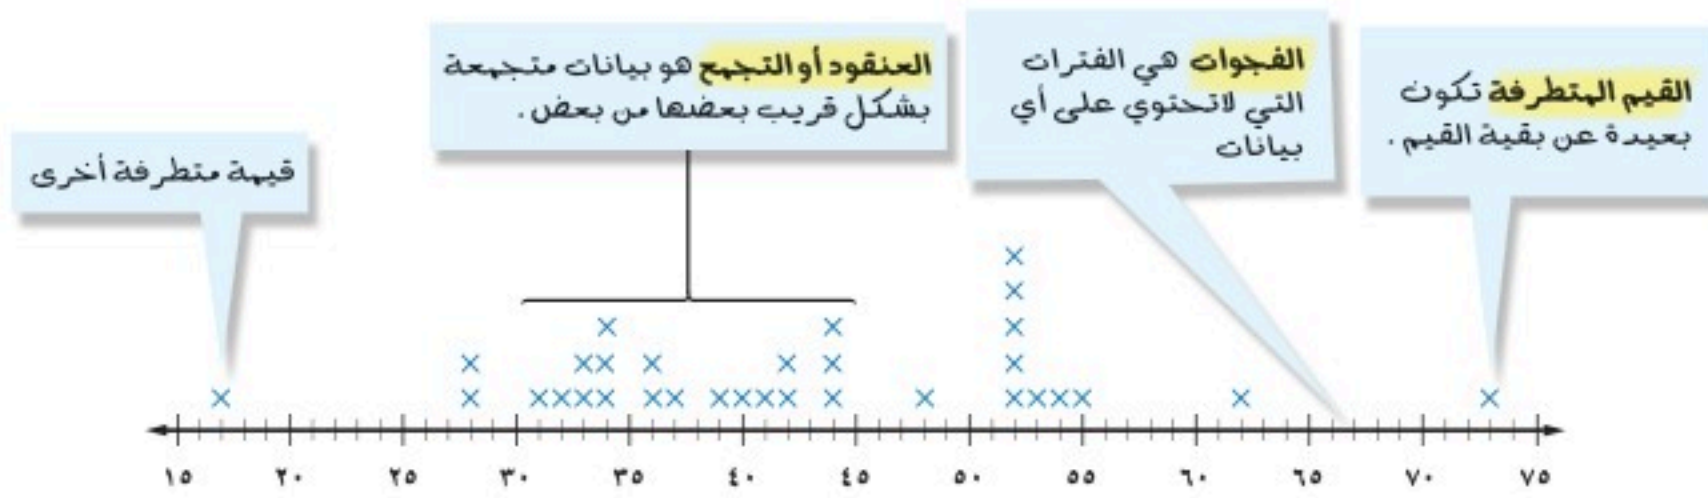 القيم المتطرفة تكون
بعيدة عن بقية القيم .
الفجوات هي الفترات
التي لاتحتوي على أي
بيانات
العنقود أو التجمع هو بيانات متجمعة
بشكل قريب بعضها من بعض .
قيمة متطرفة أخرى
١٥ ٢٠ ٢٥ ٣٠ ٣٥ ٤٠ ٤٥ ٥٠ ٥٥ ٦٠ ٦٥ ٧٠ ٧٥